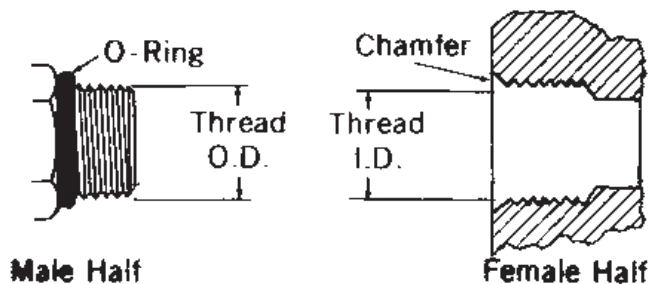 O-Ring
Chamfer
Thread
O.D.
Thread
I.D.
Male Half
Female Half